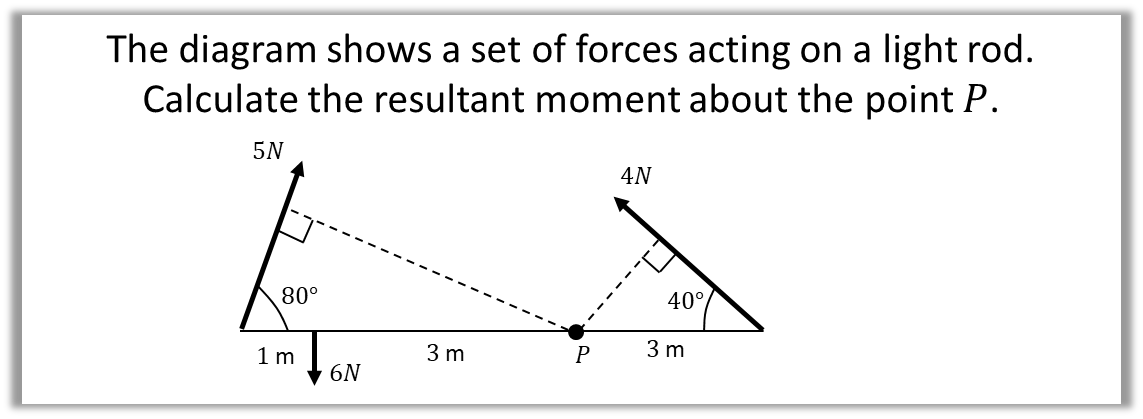 The diagram shows a set of forces acting on a light rod.
Calculate the resultant moment about the point P.
5N
4N
80°
40°
1 m
6N
3 m
P
3 m